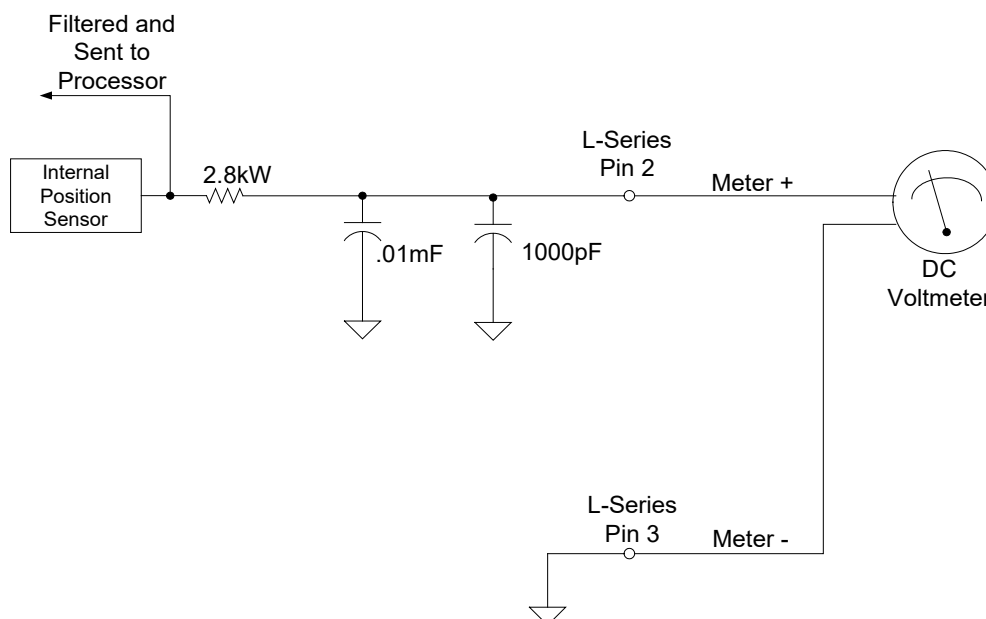 Filtered and
Sent to
Processor
Internal
Position
Sensor
2.8kW
.01mF
1000pF
L-Series
Pin 2
Meter +
DC
Voltmeter
L-Series
Pin 3
Meter -